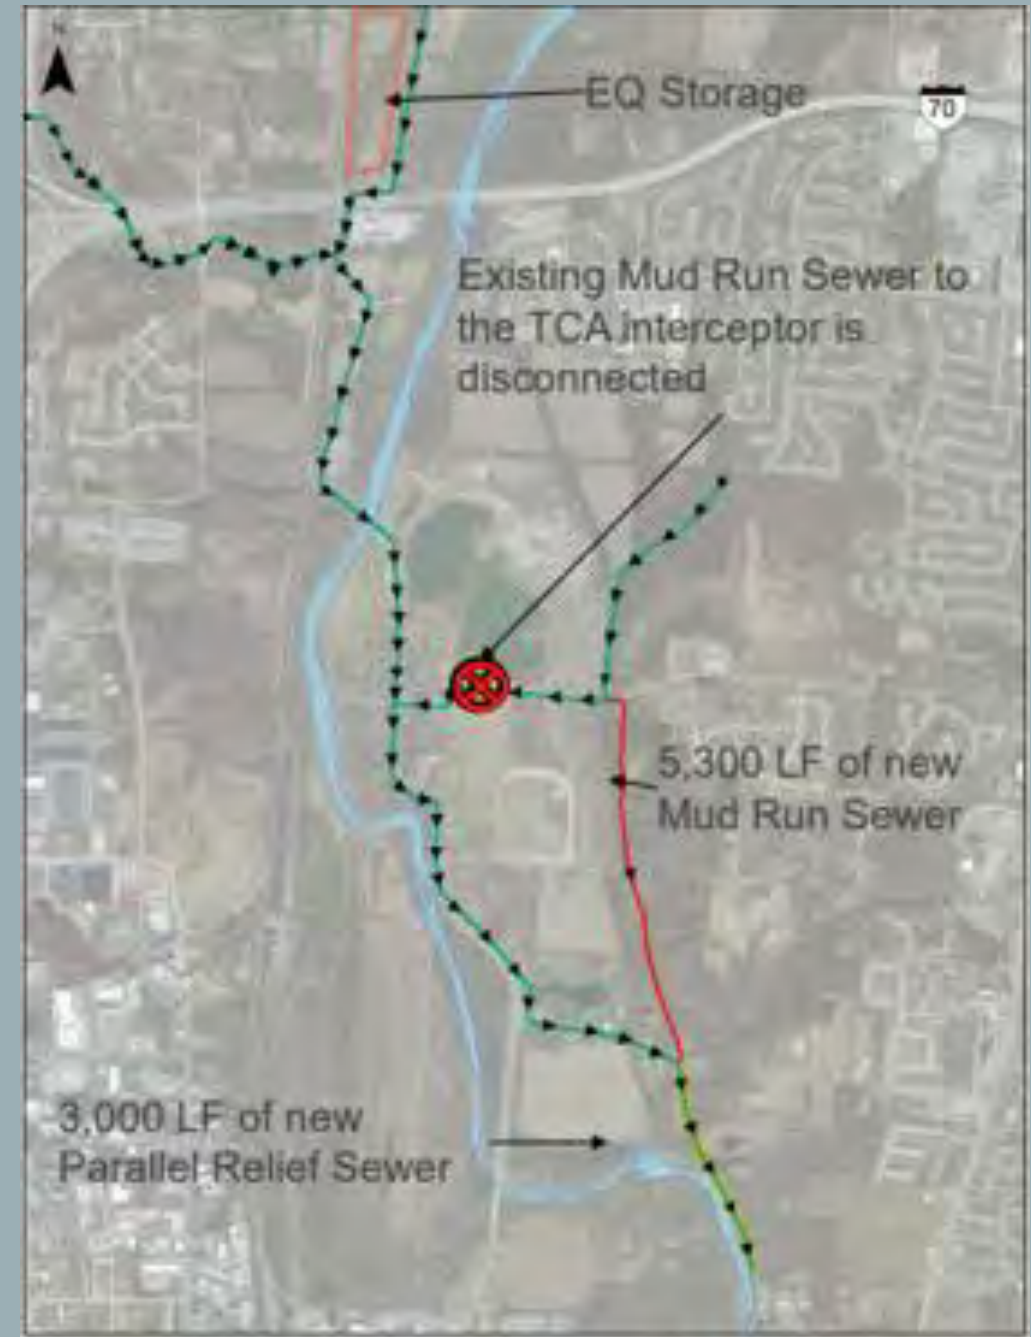 N
EQ Storage
70
Existing Mud Run Sewer to
the TCA interceptor is
disconnected
5,300 LF of new
Mud Run Sewer
3,000 LF of new
Parallel Relief Sewer